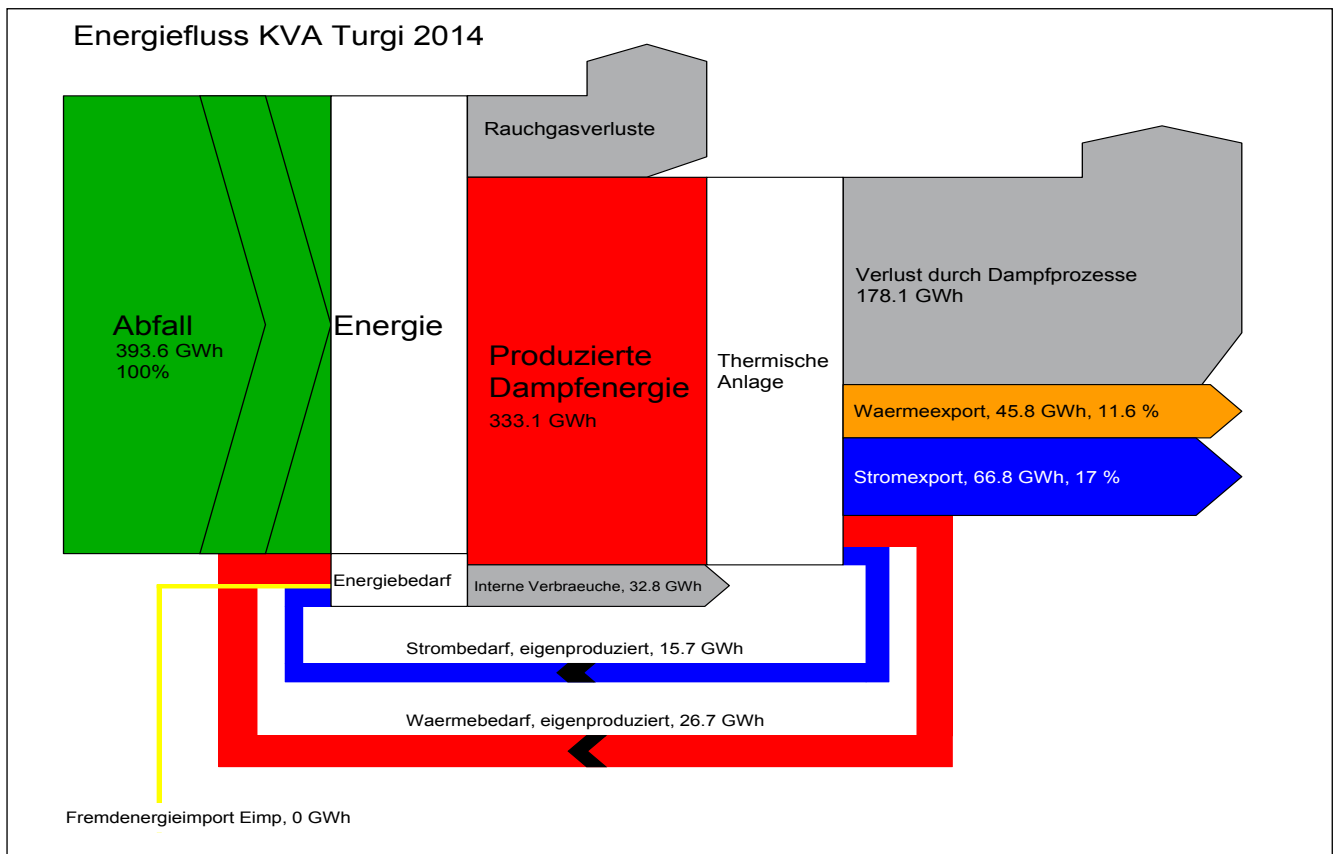 Energiefluss KVA Turgi 2014
Rauchgasverluste
Verlust durch Dampfprozesse
178.1 GWh
Abfall
393.6 GWh
100%
Energie
Produzierte
Dampfenergie
333.1 GWh
Thermische
Anlage
Waermeexport, 45.8 GWh, 11.6 %
Stromexport, 66.8 GWh, 17 %
Energiebedarf
Interne Verbraeuche, 32.8 GWh
Strombedarf, eigenproduziert, 15.7 GWh
Waermebedarf, eigenproduziert, 26.7 GWh
Fremdenergieimport Eimp, 0 GWh